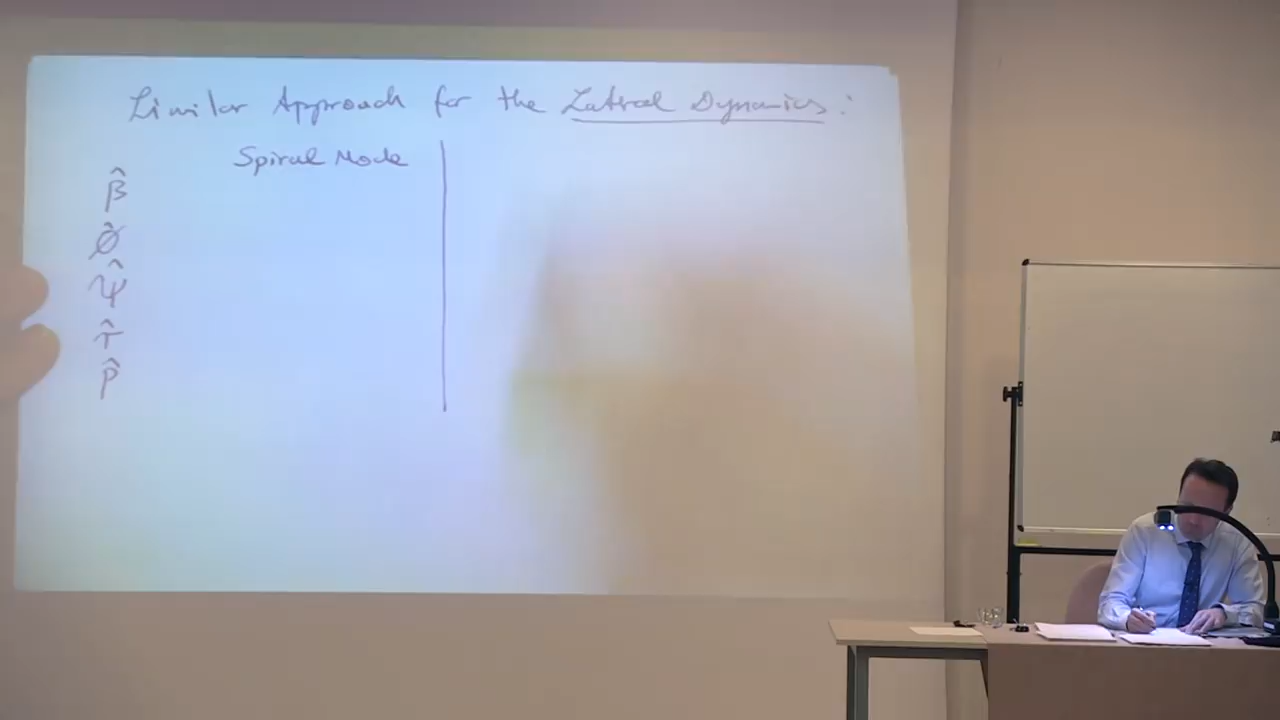 Similar Approach for the Lateral Dynamics:
Spiral Mode
β̂
φ̂
ψ̂
r̂
p̂